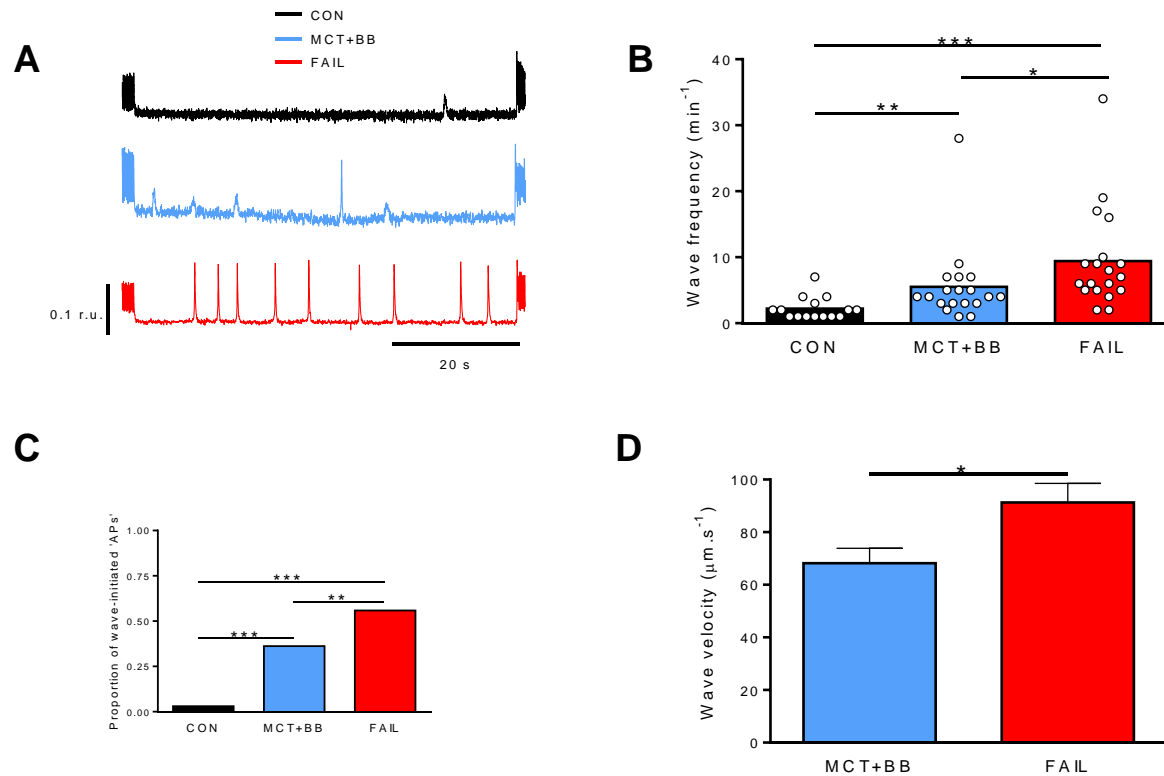 CON
MCT+BB
FAIL
A
0.1 r.u.
20 s
B
***
*
**
Wave frequency (min⁻¹)
40
30
20
10
0
CON MCT+BB FAIL
C
Proportion of wave-initiated 'APs'
1.00
0.75
0.50
0.25
0.00
***
**
***
CON MCT+BB FAIL
D
*
Wave velocity (μm.s⁻¹)
100
80
60
40
20
0
MCT+BB FAIL